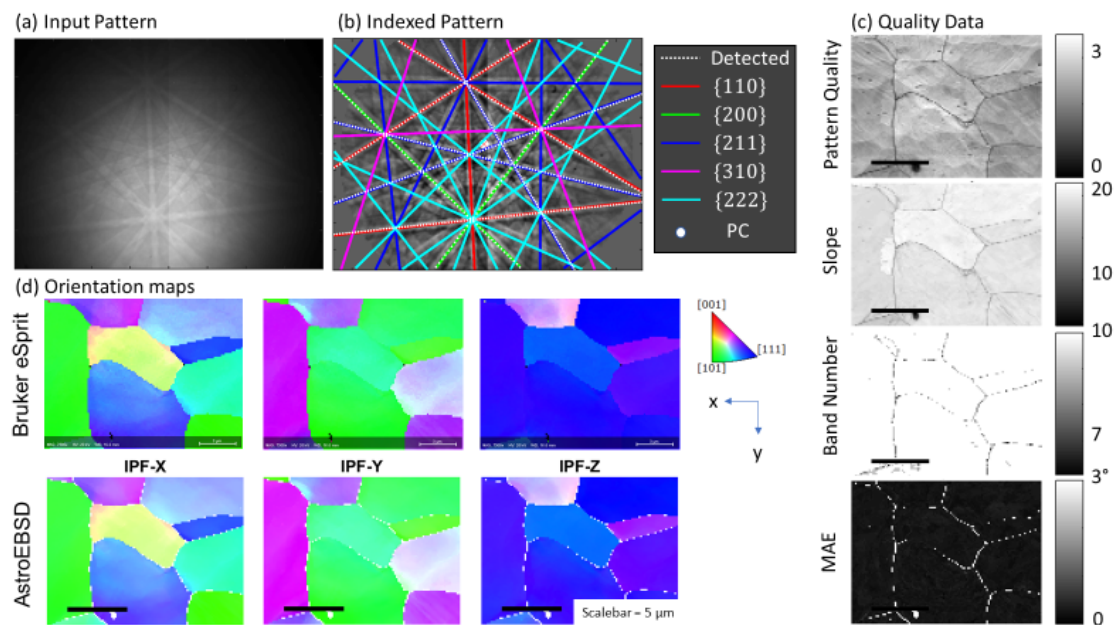 (a) Input Pattern
(b) Indexed Pattern
Detected
{110}
{200}
{211}
{310}
{222}
PC
(c) Quality Data
Pattern Quality
3
0
Slope
20
10
Band Number
10
7
MAE
3°
0
(d) Orientation maps
Bruker eSprit
[001]
[101]
[111]
x
y
IPF-X
IPF-Y
IPF-Z
AstroEBSD
Scalebar = 5 μm